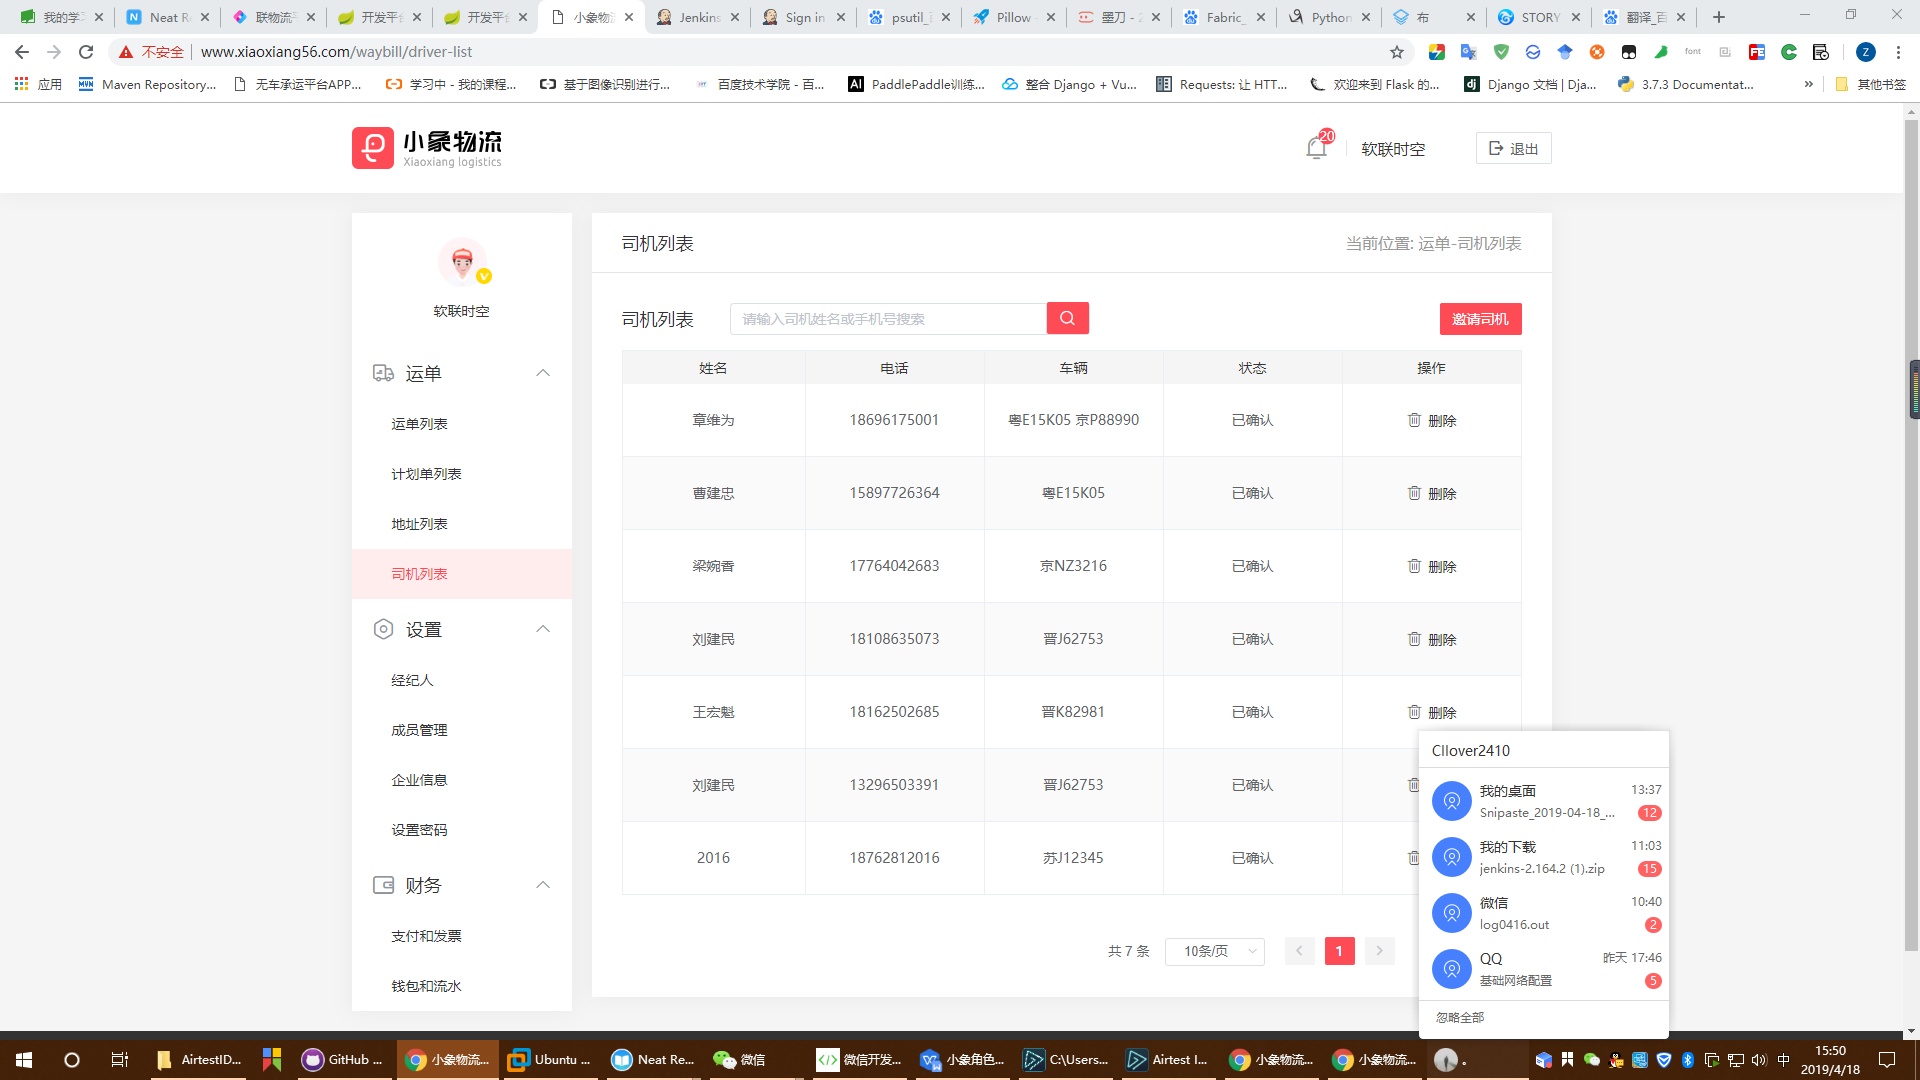 我的学
Neat R
联物流
开发平
开发平
小象物
Jenkins
Sign in
psutil_
Pillow
墨刀 - 2
Fabric_
Python
布
STORY
翻译_百
不安全
www.xiaoxiang56.com/waybill/driver-list
应用
Maven Repository...
无车承运平台APP...
学习中 - 我的课程...
基于图像识别进行...
百度技术学院 - 百...
PaddlePaddle训练...
整合 Django + Vu...
Requests: 让 HTT...
欢迎来到 Flask 的...
Django 文档 | Dja...
3.7.3 Documentat...
»
其他书签
小象物流
Xiaoxiang logistics
20
软联时空
退出
软联时空
运单
运单列表
计划单列表
地址列表
司机列表
设置
经纪人
成员管理
企业信息
设置密码
财务
支付和发票
钱包和流水
司机列表
当前位置: 运单-司机列表
司机列表
请输入司机姓名或手机号搜索
邀请司机
姓名 电话 车辆 状态 操作
章维为 18696175001 粤E15K05 京P88990 已确认 删除
曹建忠 15897726364 粤E15K05 已确认 删除
梁婉香 17764042683 京NZ3216 已确认 删除
刘建民 18108635073 晋J62753 已确认 删除
王宏魁 18162502685 晋K82981 已确认 删除
刘建民 13296503391 晋J62753 已确认
2016 18762812016 苏J12345 已确认
共 7 条
10条/页
1
Cllover2410
我的桌面 13:37
Snipaste_2019-04-18_... 12
我的下载 11:03
jenkins-2.164.2 (1).zip 15
微信 10:40
log0416.out 2
QQ 昨天 17:46
基础网络配置 5
忽略全部
AirtestID...
GitHub ...
小象物流...
Ubuntu ...
Neat Re...
微信
微信开发...
小象角色...
C:\Users...
Airtest I...
小象物流...
小象物流...
中
15:50
2019/4/18